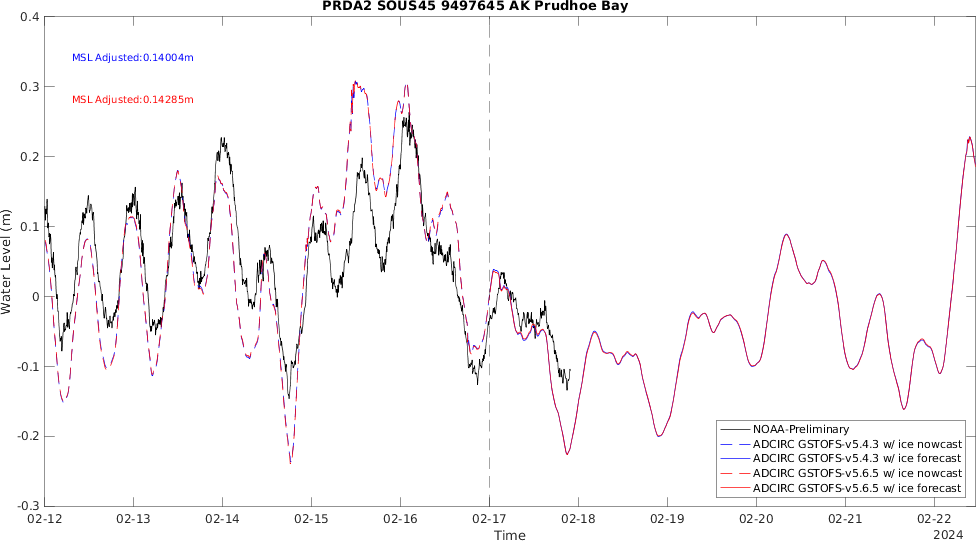 PRDA2 SOUS45 9497645 AK Prudhoe Bay
0.4
0.3
0.2
0.1
0
-0.1
-0.2
-0.3
Water Level (m)
MSL Adjusted:0.14004m
MSL Adjusted:0.14285m
NOAA-Preliminary
ADCIRC GSTOFS-v5.4.3 w/ ice nowcast
ADCIRC GSTOFS-v5.4.3 w/ ice forecast
ADCIRC GSTOFS-v5.6.5 w/ ice nowcast
ADCIRC GSTOFS-v5.6.5 w/ ice forecast
02-12 02-13 02-14 02-15 02-16 02-17 02-18 02-19 02-20 02-21 02-22
Time 2024